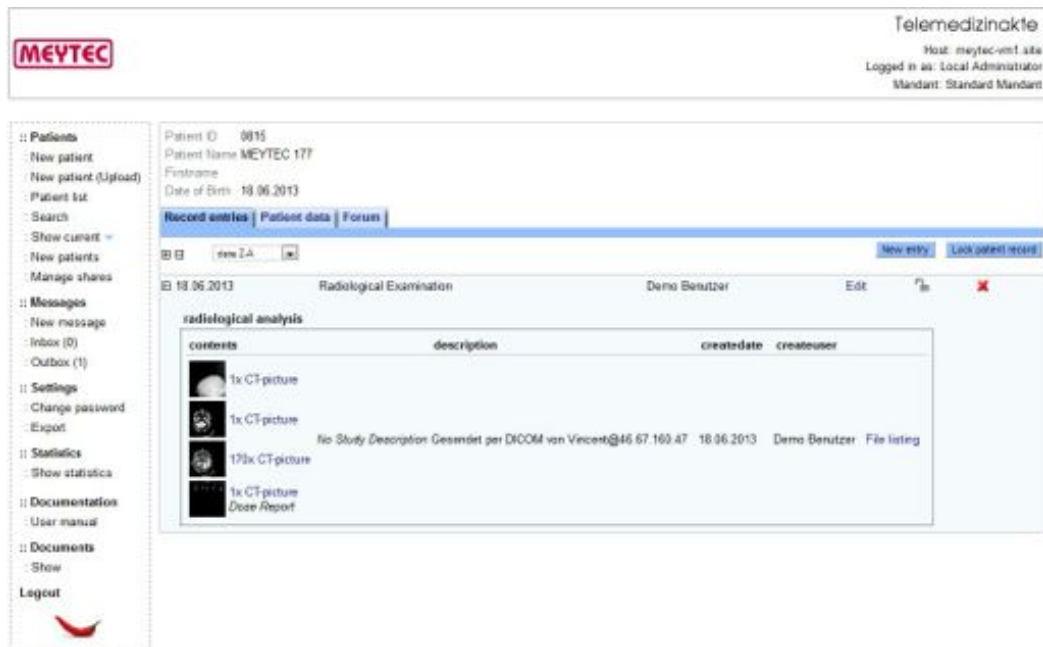 MEYTEC
Telemedizinakte
Host: meytec-vm1.site
Logged in as: Local Administrator
Mandant: Standard Mandant
:: Patients
: New patient
: New patient (Upload)
: Patient list
: Search
: Show current
: New patients
: Manage shares
:: Messages
: New message
: Inbox (0)
: Outbox (1)
:: Settings
: Change password
: Export
:: Statistics
: Show statistics
:: Documentation
: User manual
:: Documents
: Show
Logout
Patient ID 0815
Patient Name MEYTEC 177
Firstname
Date of Birth 18.06.2013
Record entries | Patient data | Forum |
date Z-A
New entry Lock patient record
18.06.2013 Radiological Examination Demo Benutzer Edit
radiological analysis
contents description createdate createuser
1x CT-picture
1x CT-picture
No Study Description Gesendet per DICOM von Vincent@46.67.160.47 18.06.2013 Demo Benutzer File listing
170x CT-picture
1x CT-picture
Dose Report